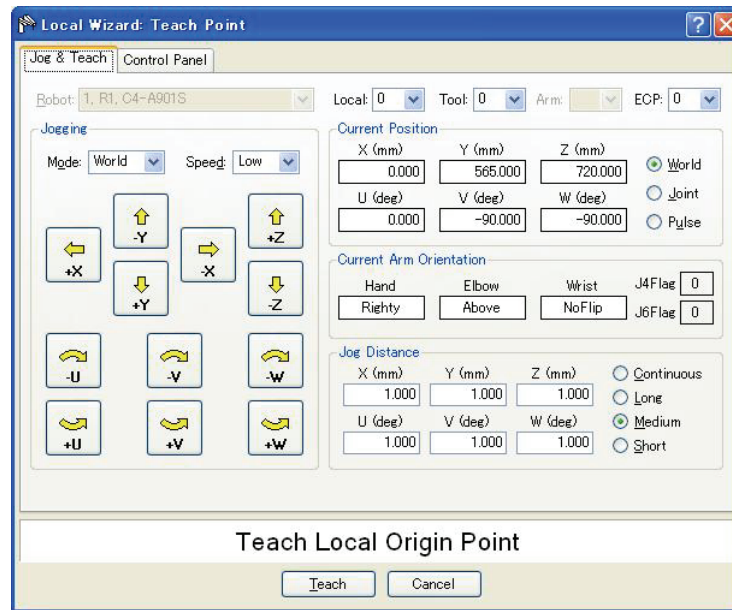 Local Wizard: Teach Point
Jog & Teach Control Panel
Robot: 1, R1, C4-A901S Local: 0 Tool: 0 Arm: ECP: 0
Jogging
Mode: World Speed: Low
-Y
+Z
+X
-X
+Y
-Z
-U -V -W
+U +V +W
Current Position
X (mm) Y (mm) Z (mm)
0.000 565.000 720.000
U (deg) V (deg) W (deg)
0.000 -90.000 -90.000
World
Joint
Pulse
Current Arm Orientation
Hand Elbow Wrist
Righty Above NoFlip
J4Flag 0
J6Flag 0
Jog Distance
X (mm) Y (mm) Z (mm)
1.000 1.000 1.000
U (deg) V (deg) W (deg)
1.000 1.000 1.000
Continuous
Long
Medium
Short
Teach Local Origin Point
Teach Cancel